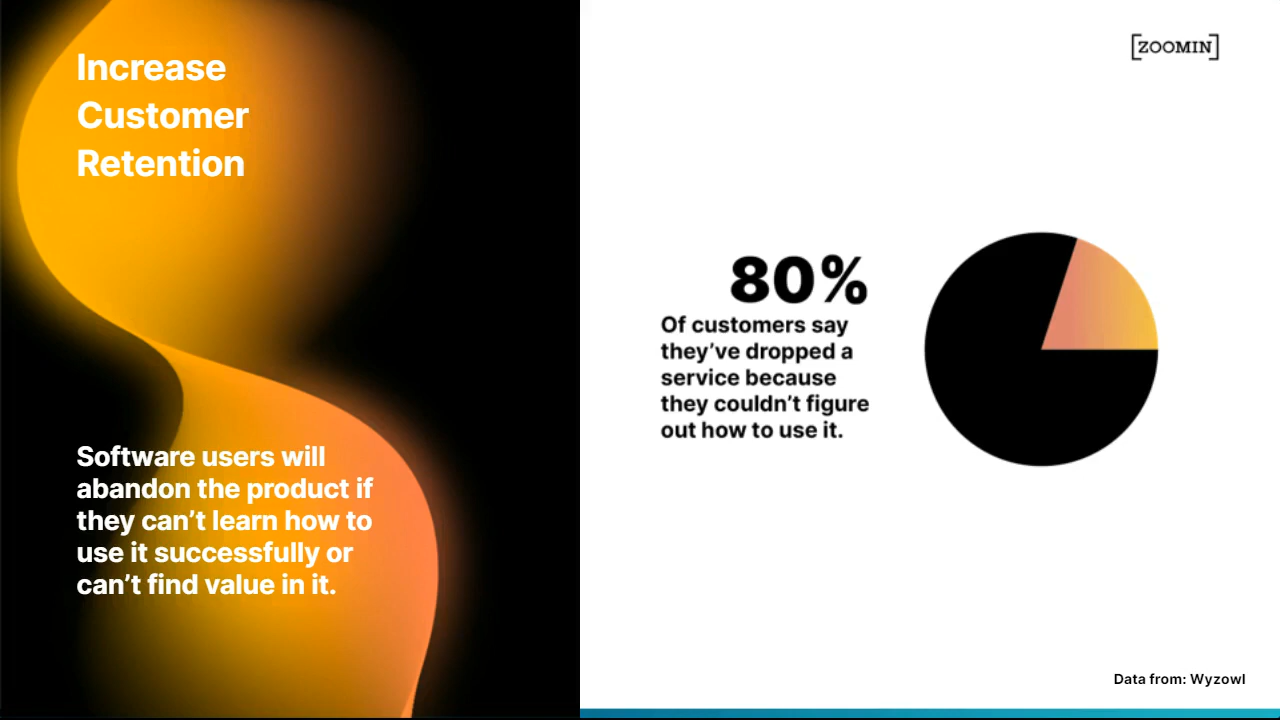 Increase
Customer
Retention
Software users will
abandon the product if
they can’t learn how to
use it successfully or
can’t find value in it.
[ZOOMIN]
80%
Of customers say
they’ve dropped a
service because
they couldn’t figure
out how to use it.
Data from: Wyzowl